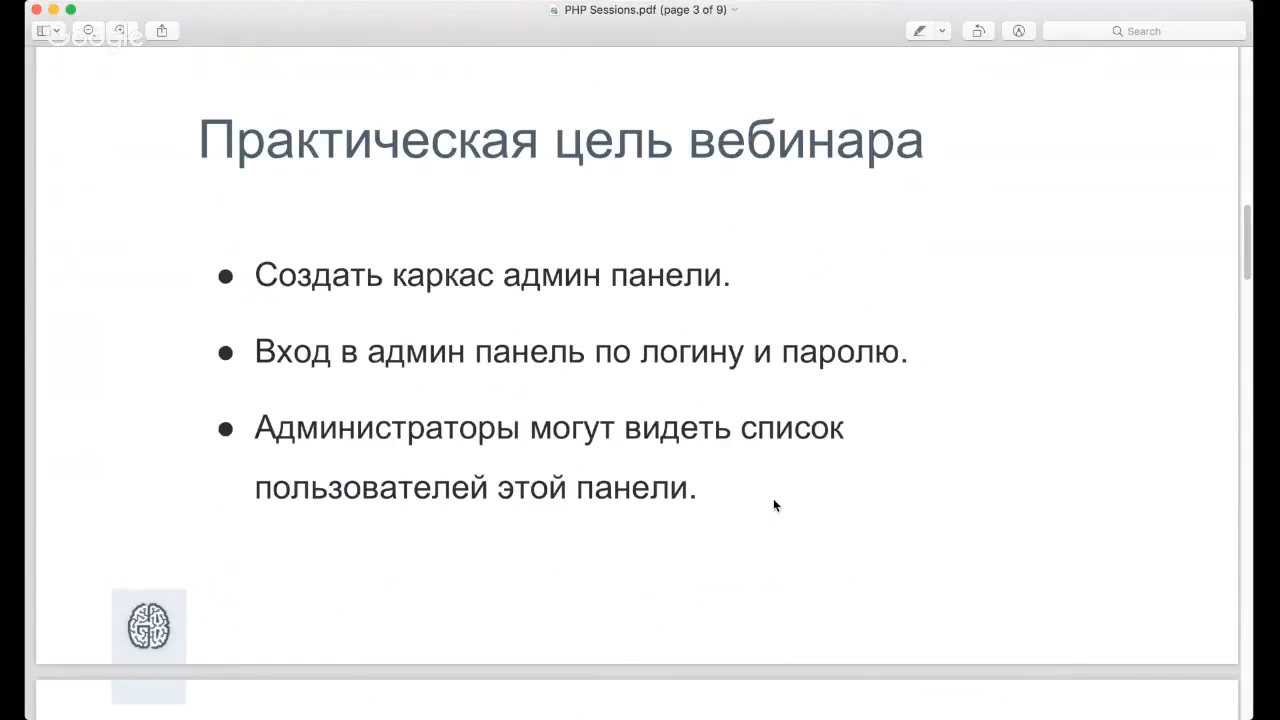 PHP Sessions.pdf (page 3 of 9)
Google
Search
Практическая цель вебинара
● Создать каркас админ панели.
● Вход в админ панель по логину и паролю.
● Администраторы могут видеть список
пользователей этой панели.